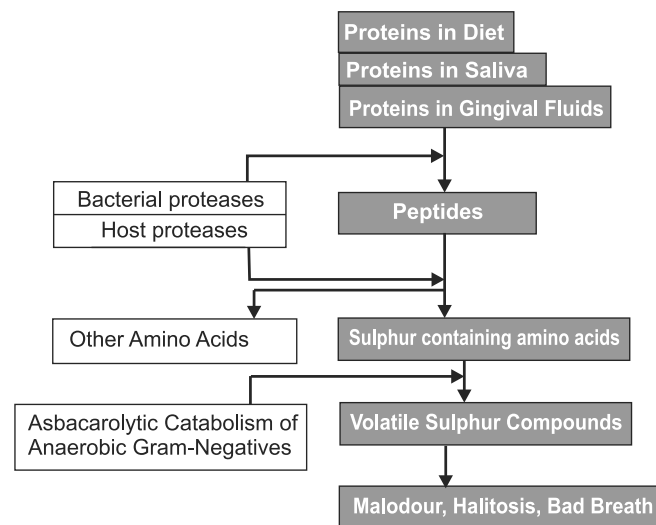 Proteins in Diet
Proteins in Saliva
Proteins in Gingival Fluids
Bacterial proteases
Host proteases
Peptides
Other Amino Acids
Sulphur containing amino acids
Asbacarolytic Catabolism of
Anaerobic Gram-Negatives
Volatile Sulphur Compounds
Malodour, Halitosis, Bad Breath